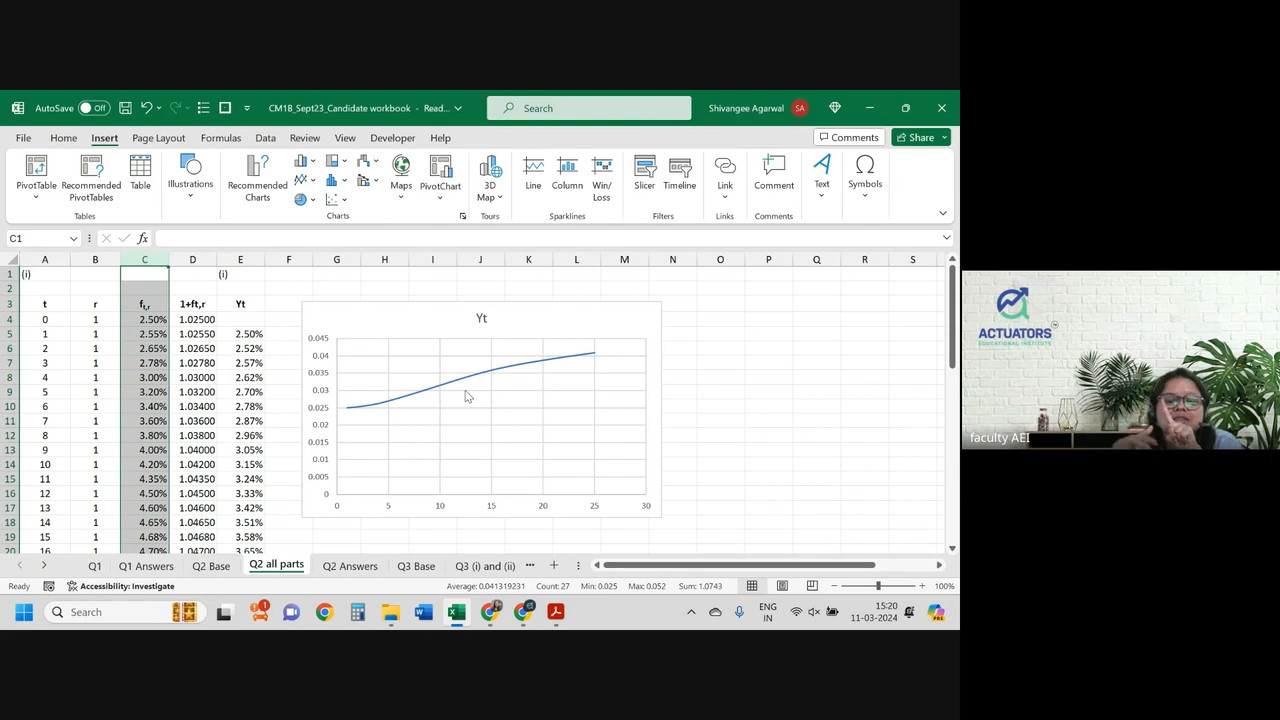 AutoSave Off CM1B_Sept23_Candidate workbook - Read... Search Shivangee Agarwal SA
File Home Insert Page Layout Formulas Data Review View Developer Help Comments Share
PivotTable Recommended PivotTables Table Illustrations Recommended Charts Maps PivotChart 3D Map Line Column Win/Loss Slicer Timeline Link Comment Text Symbols
Tables Charts Tours Sparklines Filters Links Comments
C1 fx
A B C D E F G H I J K L M N O P Q R S
1 (i) (i)
2
3 t r ft,r 1+ft,r Yt
4 0 1 2.50% 1.02500
5 1 1 2.55% 1.02550 2.50%
6 2 1 2.65% 1.02650 2.52%
7 3 1 2.78% 1.02780 2.57%
8 4 1 3.00% 1.03000 2.62%
9 5 1 3.20% 1.03200 2.70%
10 6 1 3.40% 1.03400 2.78%
11 7 1 3.60% 1.03600 2.87%
12 8 1 3.80% 1.03800 2.96%
13 9 1 4.00% 1.04000 3.05%
14 10 1 4.20% 1.04200 3.15%
15 11 1 4.35% 1.04350 3.24%
16 12 1 4.50% 1.04500 3.33%
17 13 1 4.60% 1.04600 3.42%
18 14 1 4.65% 1.04650 3.51%
19 15 1 4.68% 1.04680 3.58%
20 16 1 4.70% 1.04700 3.65%
Yt
0.045
0.04
0.035
0.03
0.025
0.02
0.015
0.01
0.005
0
0 5 10 15 20 25 30
Q1 Q1 Answers Q2 Base Q2 all parts Q2 Answers Q3 Base Q3 (i) and (ii)
Ready Accessibility: Investigate Average: 0.041319231 Count: 27 Min: 0.025 Max: 0.052 Sum: 1.0743 100%
Search ENG IN 15:20 11-03-2024
ACTUATORS
EDUCATIONAL INSTITUTE
faculty AEI